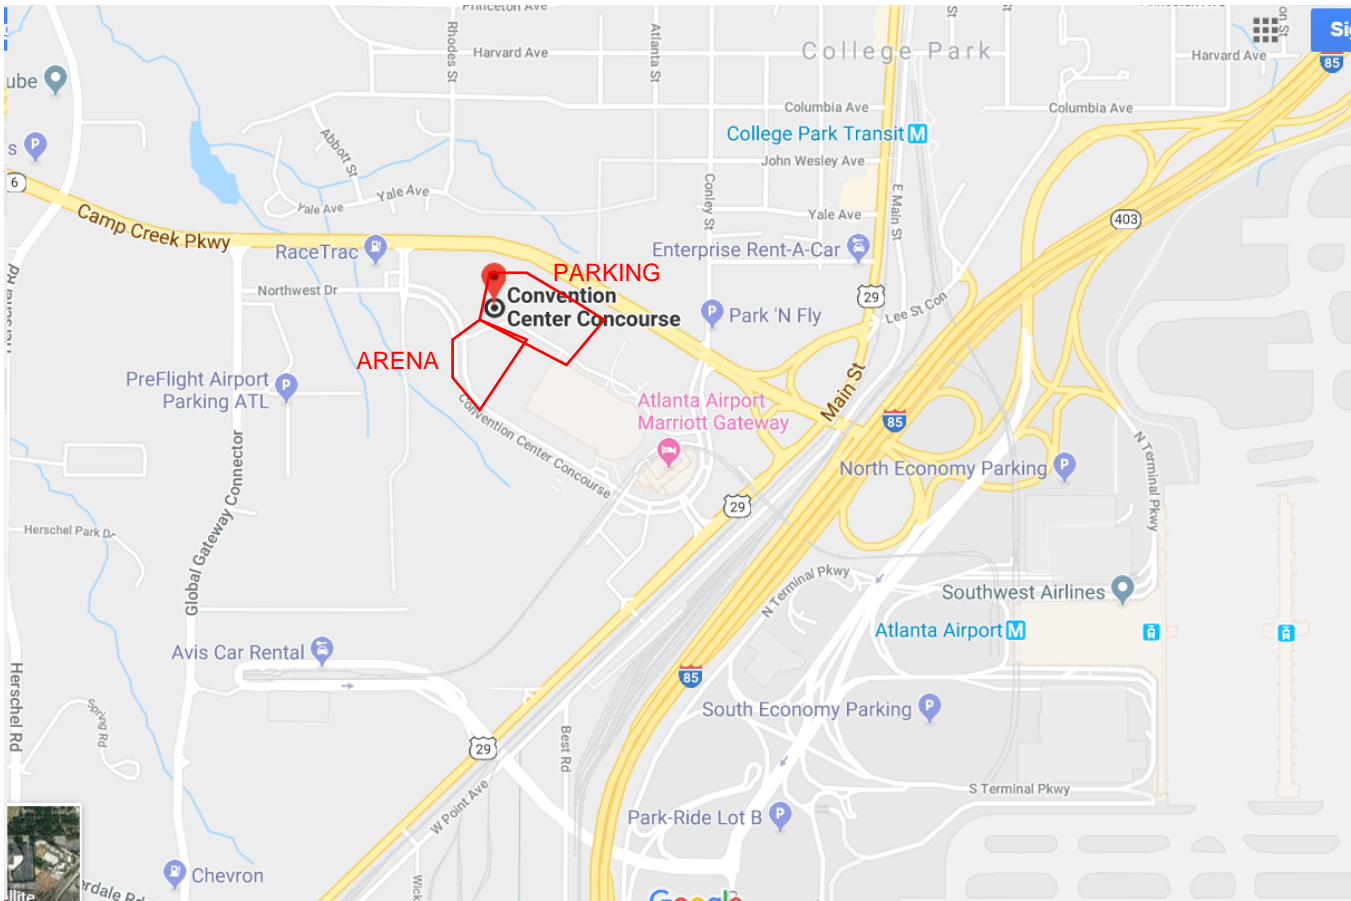 Princeton Ave
Harvard Ave
Rhodes St
Atlanta St
College Park
Harvard Ave
Sig
85
Columbia Ave
Columbia Ave
College Park Transit M
John Wesley Ave
Abbott St
Yale Ave
Yale Ave
Conley St
E Main St
Yale Ave
6
Camp Creek Pkwy
403
RaceTrac
Enterprise Rent-A-Car
PARKING
Northwest Dr
Convention
Center Concourse
29
Lee St Con
P Park 'N Fly
ARENA
PreFlight Airport
Parking ATL
P
Atlanta Airport
Marriott Gateway
Main St
85
Convention Center Concourse
North Economy Parking P
N Terminal Pkwy
29
Herschel Park Dr
Global Gateway Connector
N Terminal Pkwy
Southwest Airlines
Atlanta Airport M
Avis Car Rental
85
Herschel Rd
Spring Rd
South Economy Parking P
29
Best Rd
W Point Ave
S Terminal Pkwy
Park-Ride Lot B P
Chevron
Google